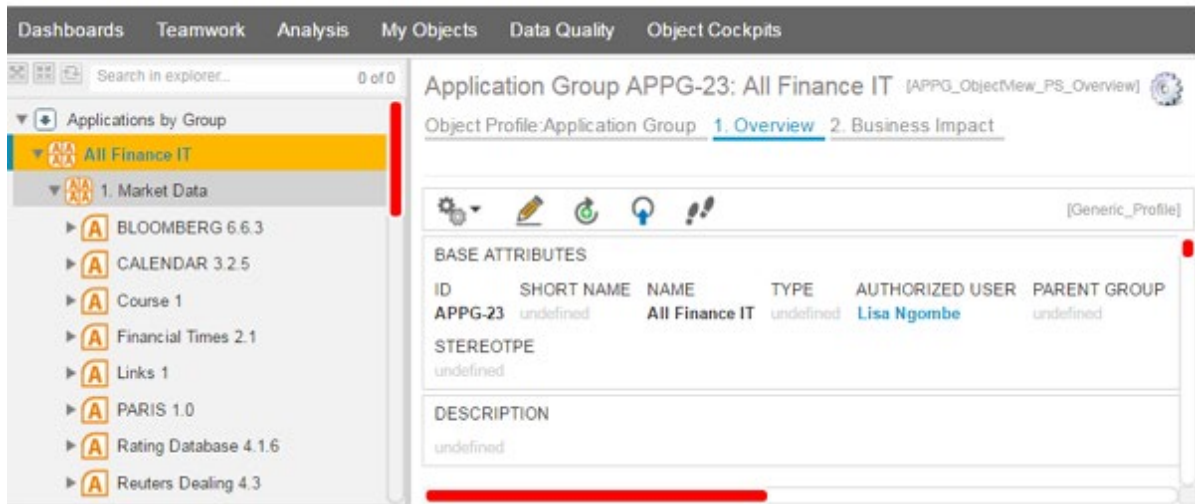 Dashboards Teamwork Analysis My Objects Data Quality Object Cockpits
Search in explorer... 0 of 0
Applications by Group
All Finance IT
1. Market Data
BLOOMBERG 6.6.3
CALENDAR 3.2.5
Course 1
Financial Times 2.1
Links 1
PARIS 1.0
Rating Database 4.1.6
Reuters Dealing 4.3
Application Group APPG-23: All Finance IT [APPG_ObjectView_PS_Overview]
Object Profile:Application Group 1. Overview 2. Business Impact
[Generic_Profile]
BASE ATTRIBUTES
ID SHORT NAME NAME TYPE AUTHORIZED USER PARENT GROUP
APPG-23 undefined All Finance IT undefined Lisa Ngombe undefined
STEREOTPE
undefined
DESCRIPTION
undefined